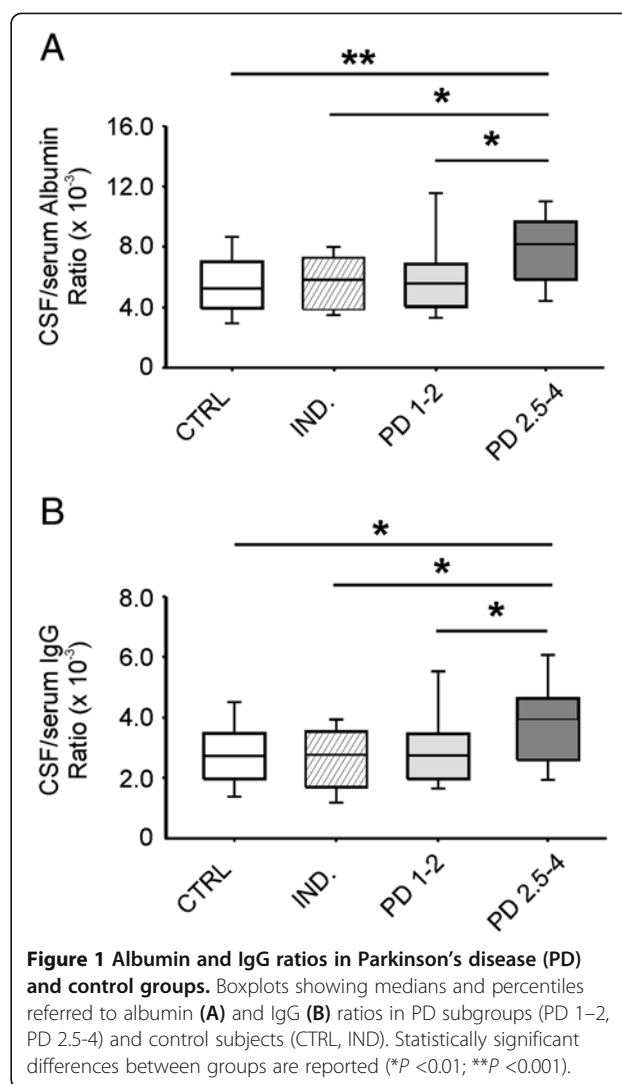 A
**
*
*
CSF/serum Albumin
Ratio (x 10⁻³)
16.0
12.0
8.0
4.0
0
CTRL
IND.
PD 1-2
PD 2.5-4
B
*
*
*
CSF/serum IgG
Ratio (x 10⁻³)
8.0
6.0
4.0
2.0
0
CTRL
IND.
PD 1-2
PD 2.5-4
Figure 1 Albumin and IgG ratios in Parkinson's disease (PD)
and control groups. Boxplots showing medians and percentiles
referred to albumin (A) and IgG (B) ratios in PD subgroups (PD 1–2,
PD 2.5-4) and control subjects (CTRL, IND). Statistically significant
differences between groups are reported (*P <0.01; **P <0.001).